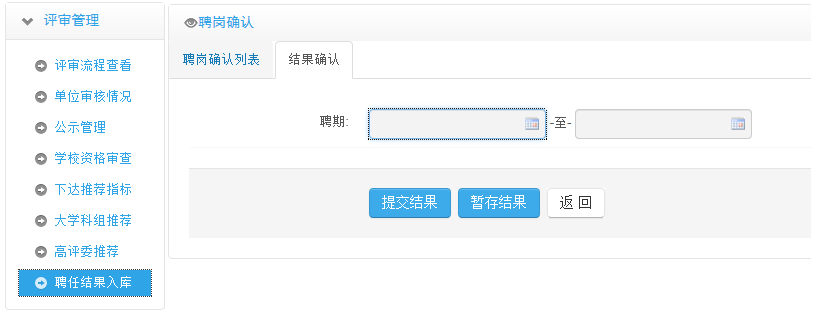 评审管理
评审流程查看
单位审核情况
公示管理
学校资格审查
下达推荐指标
大学科组推荐
高评委推荐
聘任结果入库
聘岗确认
聘岗确认列表 结果确认
聘期: -至-
提交结果 暂存结果 返 回